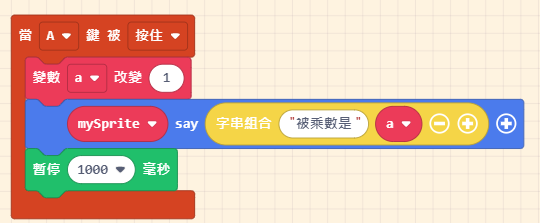 當 A 鍵 被 按住
變數 a 改變 1
mySprite say 字串組合 "被乘數是" a
暫停 1000 毫秒